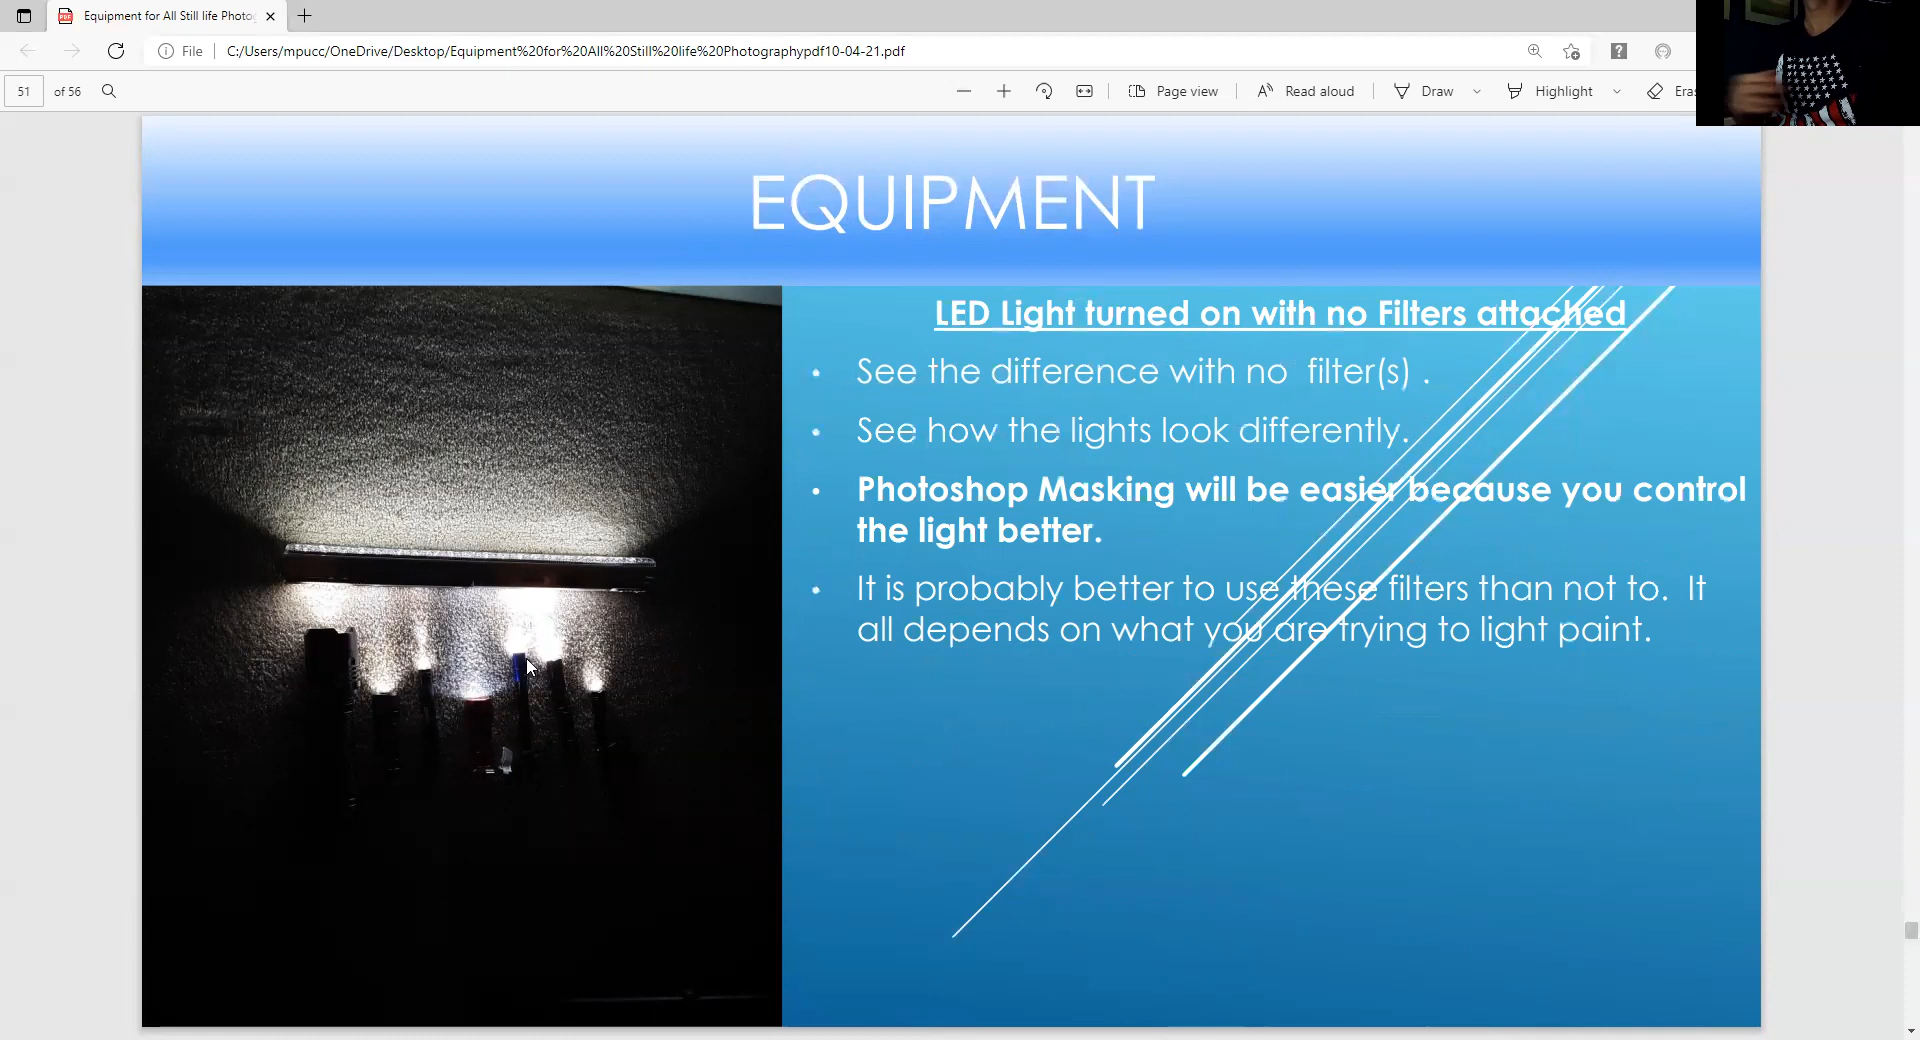 Equipment for All Still life Photog
File
C:/Users/mpucc/OneDrive/Desktop/Equipment%20for%20All%20Still%20life%20Photographypdf10-04-21.pdf
51 of 56
Page view
Read aloud
Draw
Highlight
Eras
EQUIPMENT
LED Light turned on with no Filters attached
• See the difference with no filter(s) .
• See how the lights look differently.
• Photoshop Masking will be easier because you control
the light better.
• It is probably better to use these filters than not to. It
all depends on what you are trying to light paint.